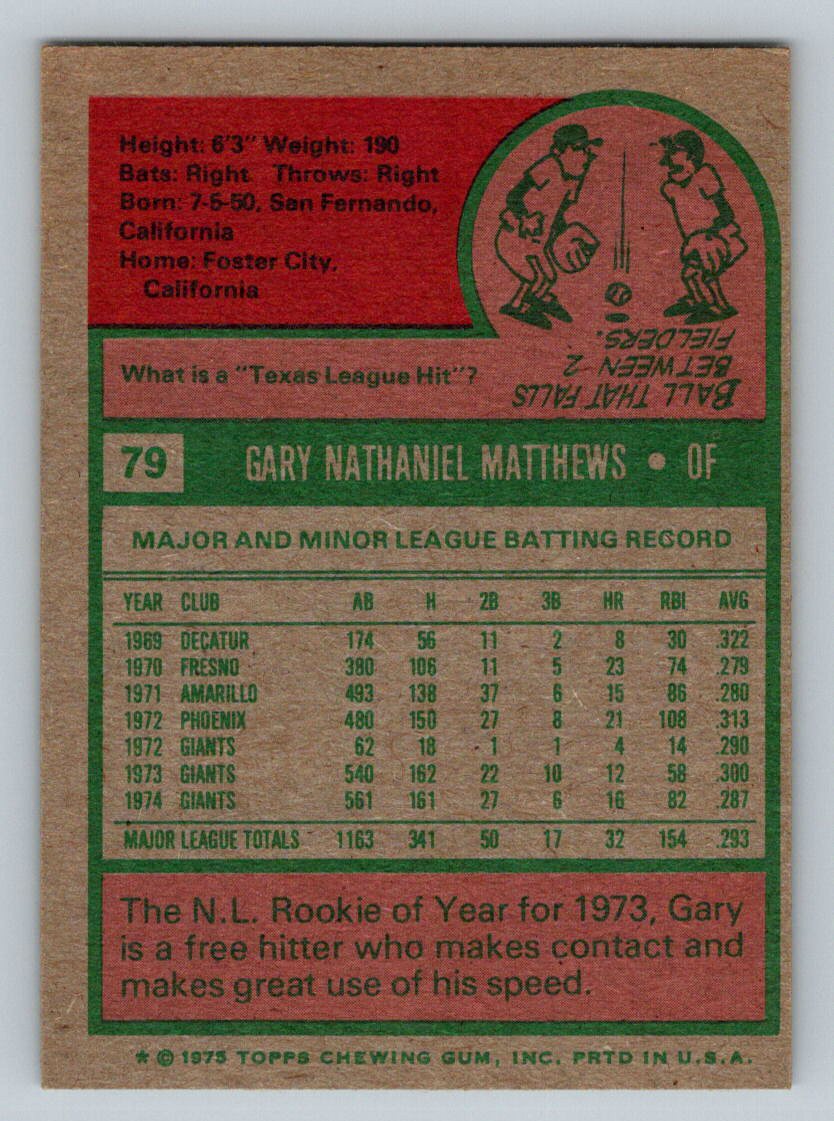 Height: 6'3" Weight: 190
Bats: Right Throws: Right
Born: 7-5-50, San Fernando,
California
Home: Foster City,
California
What is a "Texas League Hit"?
BALL THAT FALLS
BETWEEN 2
FIELDERS.
79 GARY NATHANIEL MATTHEWS • OF
MAJOR AND MINOR LEAGUE BATTING RECORD
YEAR CLUB AB H 2B 3B HR RBI AVG
1969 DECATUR 174 56 11 2 8 30 .322
1970 FRESNO 380 106 11 5 23 74 .279
1971 AMARILLO 493 138 37 6 15 86 .280
1972 PHOENIX 480 150 27 8 21 108 .313
1972 GIANTS 62 18 1 1 4 14 .290
1973 GIANTS 540 162 22 10 12 58 .300
1974 GIANTS 561 161 27 6 16 82 .287
MAJOR LEAGUE TOTALS 1163 341 50 17 32 154 .293
The N.L. Rookie of Year for 1973, Gary
is a free hitter who makes contact and
makes great use of his speed.
* © 1975 TOPPS CHEWING GUM, INC. PRTD IN U.S.A.